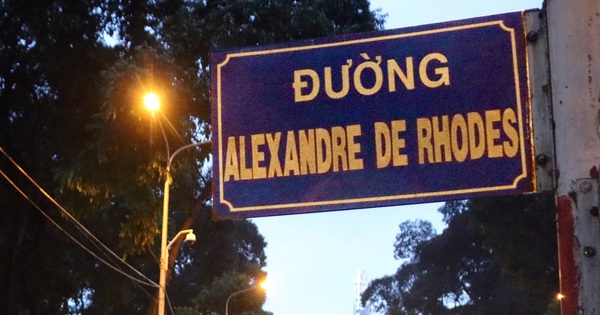 ĐƯỜNG
ALEXANDRE DE RHODES